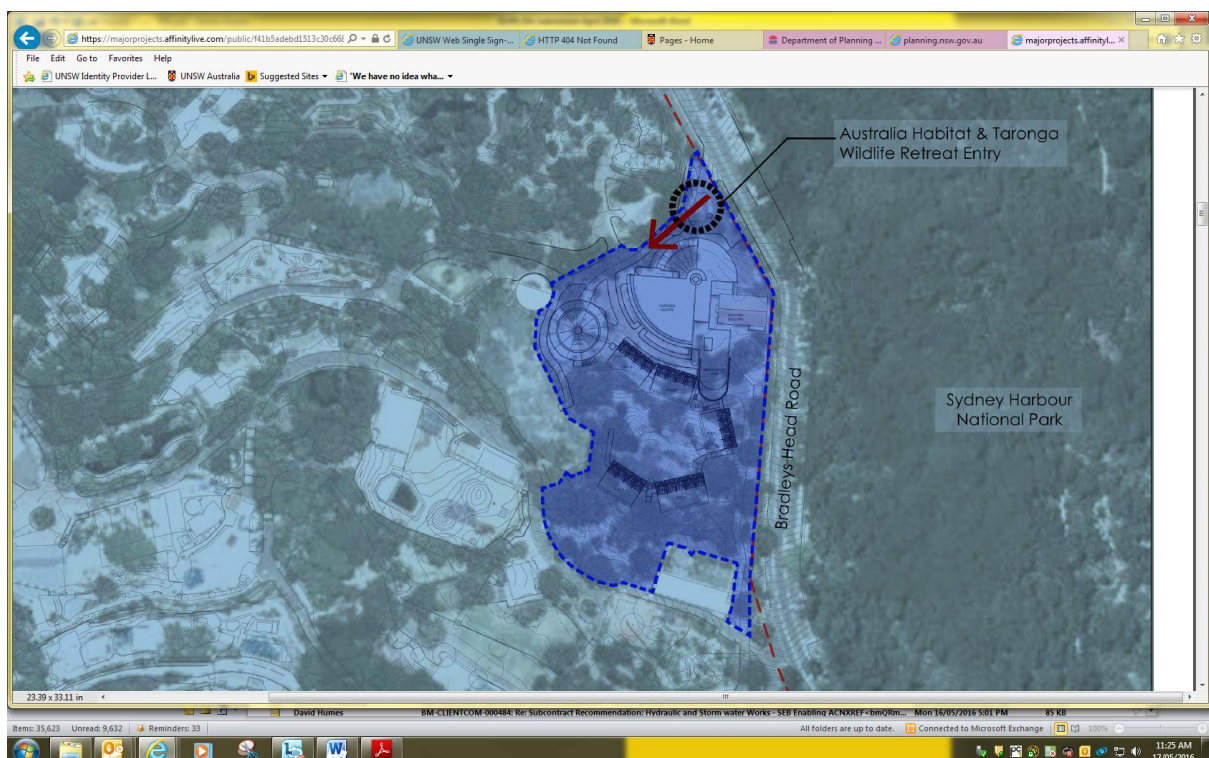 https://majorprojects.affinitylive.com/public/f41b5adebd1513c30c66
UNSW Web Single Sign-...
HTTP 404 Not Found
Pages - Home
Department of Planning ...
planning.nsw.gov.au
majorprojects.affinityl...
File Edit Go to Favorites Help
UNSW Identity Provider L...
UNSW Australia
Suggested Sites
'We have no idea wha...
Australia Habitat & Taronga
Wildlife Retreat Entry
Bradleys Head Road
Sydney Harbour
National Park
23.39 x 33.11 in
David Humes
BM-CLIENTCOM-000484: Re: Subcontract Recommendation: Hydraulic and Storm water Works - SEB Enabling ACNXREF<bmQRm...
Mon 16/05/2016 5:01 PM
85 KB
Items: 35,623 Unread: 9,632 Reminders: 33
All folders are up to date.
Connected to Microsoft Exchange
100%
11:25 AM
17/05/2016